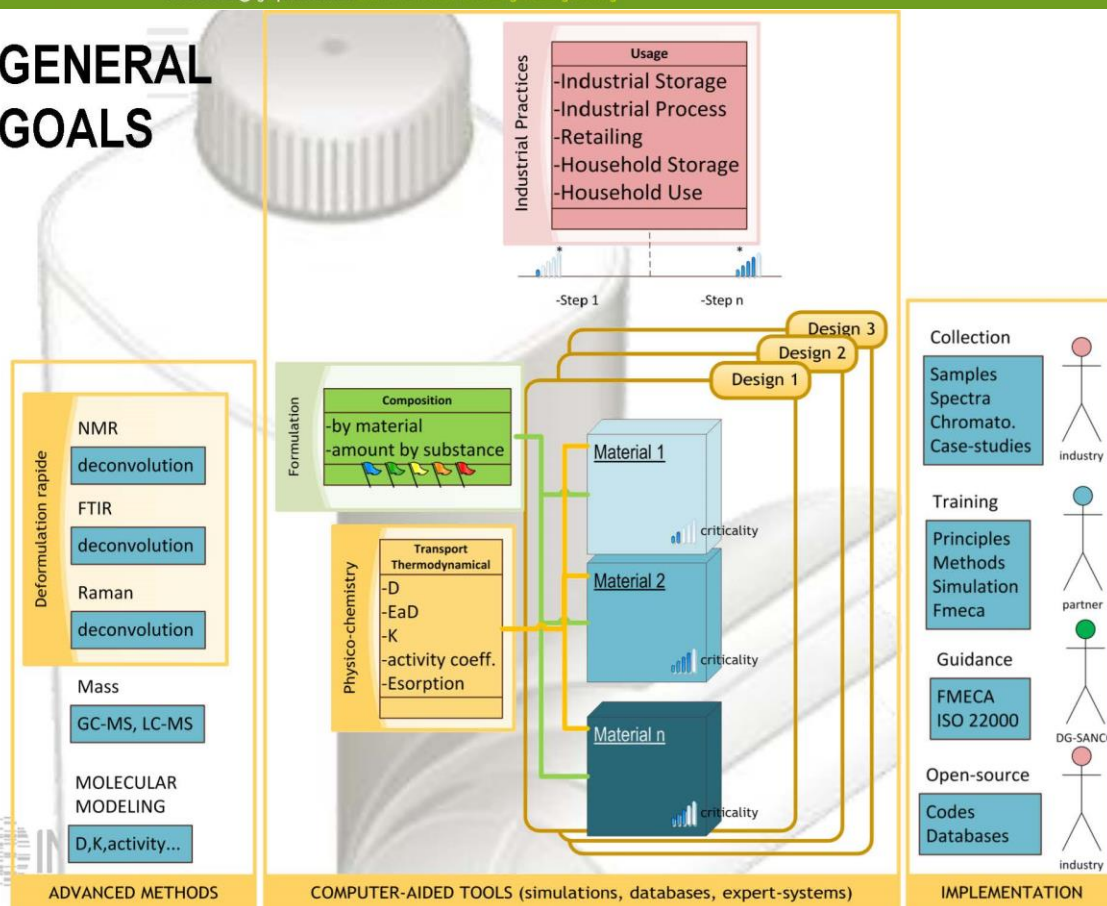 GENERAL
GOALS
Industrial Practices
Usage
-Industrial Storage
-Industrial Process
-Retailing
-Household Storage
-Household Use
*
*
-Step 1
-Step n
Design 3
Design 2
Design 1
Formulation
Composition
-by material
-amount by substance
Physico-chemistry
Transport
Thermodynamical
-D
-EaD
-K
-activity coeff.
-Esorption
Material 1
criticality
Material 2
criticality
Material n
criticality
Deformulation rapide
NMR
deconvolution
FTIR
deconvolution
Raman
deconvolution
Mass
GC-MS, LC-MS
MOLECULAR
MODELING
D,K,activity...
Collection
Samples
Spectra
Chromato.
Case-studies
industry
Training
Principles
Methods
Simulation
Fmeca
partner
Guidance
FMECA
ISO 22000
DG-SANCO
Open-source
Codes
Databases
industry
ADVANCED METHODS
COMPUTER-AIDED TOOLS (simulations, databases, expert-systems)
IMPLEMENTATION